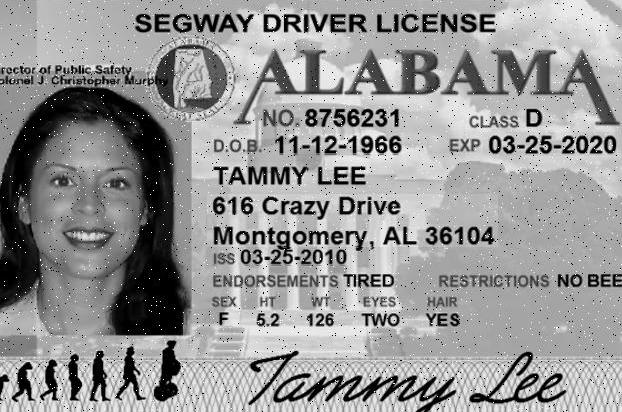 SEGWAY DRIVER LICENSE
rector of Public Safety
olonel J. Christopher Murphy
ALABAMA
NO. 8756231 CLASS D
D.O.B. 11-12-1966 EXP 03-25-2020
TAMMY LEE
616 Crazy Drive
Montgomery, AL 36104
ISS 03-25-2010
ENDORSEMENTS TIRED RESTRICTIONS NO BEE
SEX HT WT EYES HAIR
F 5.2 126 TWO YES
Tammy Lee